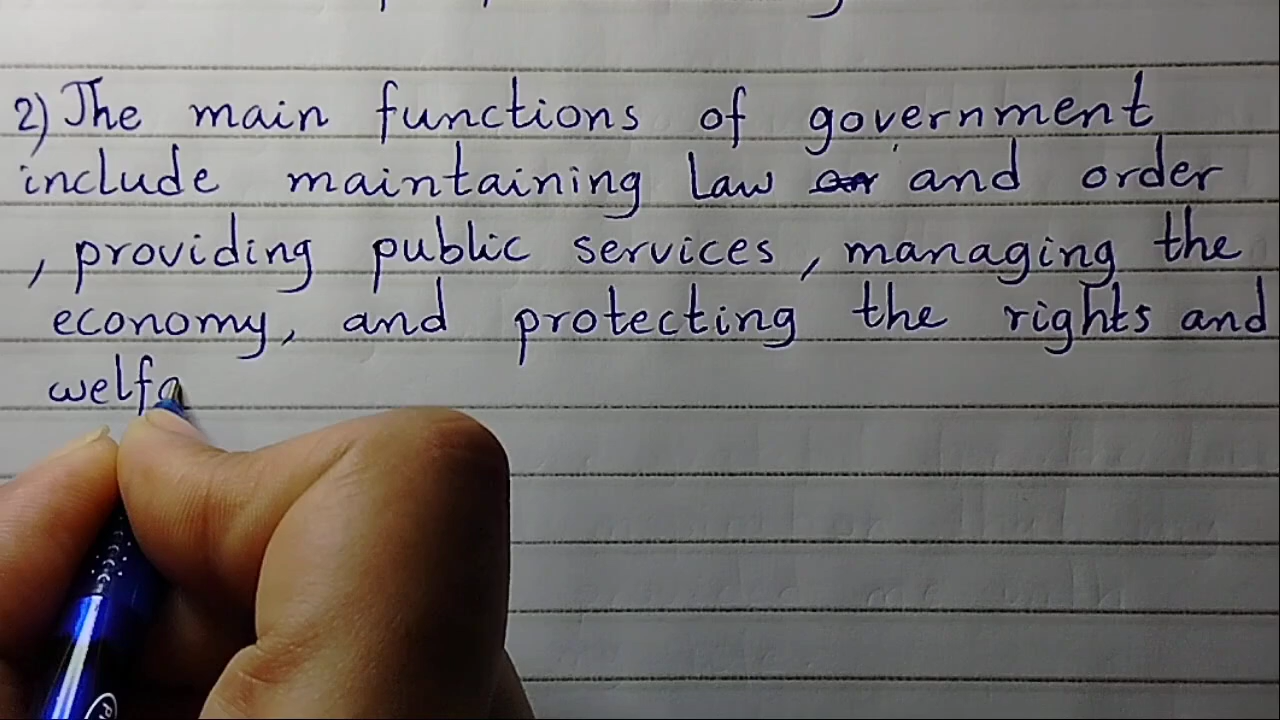 2) The main functions of government
include maintaining law and order
, providing public services, managing the
economy, and protecting the rights and
welfa